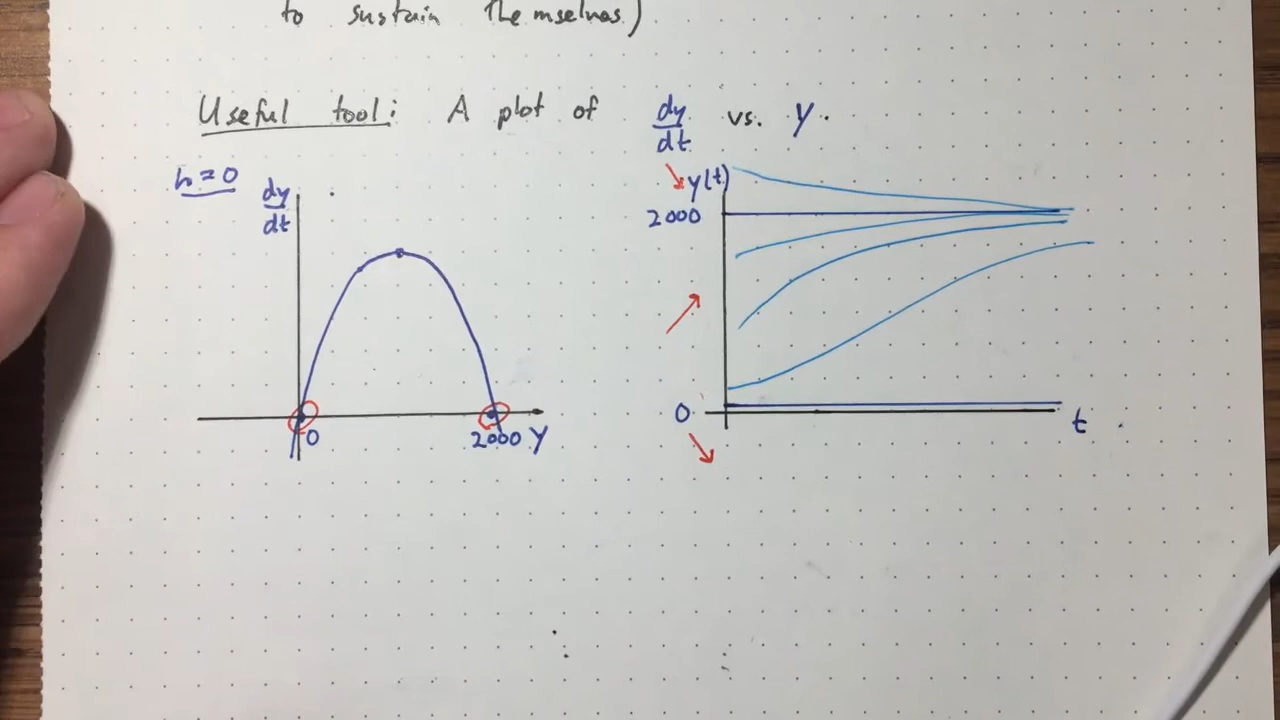 to sustain themselves)
Useful tool: A plot of dy/dt vs. y.
h = 0
dy/dt
0
2000 y
y(t)
2000
0
t